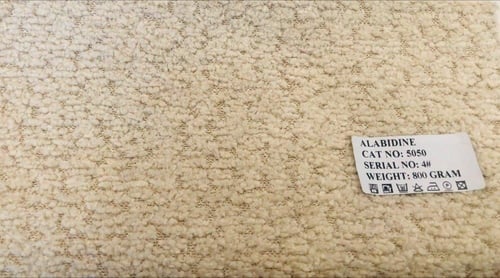 ALABIDINE
CAT NO: 5050
SERIAL NO: 4#
WEIGHT: 800 GRAM